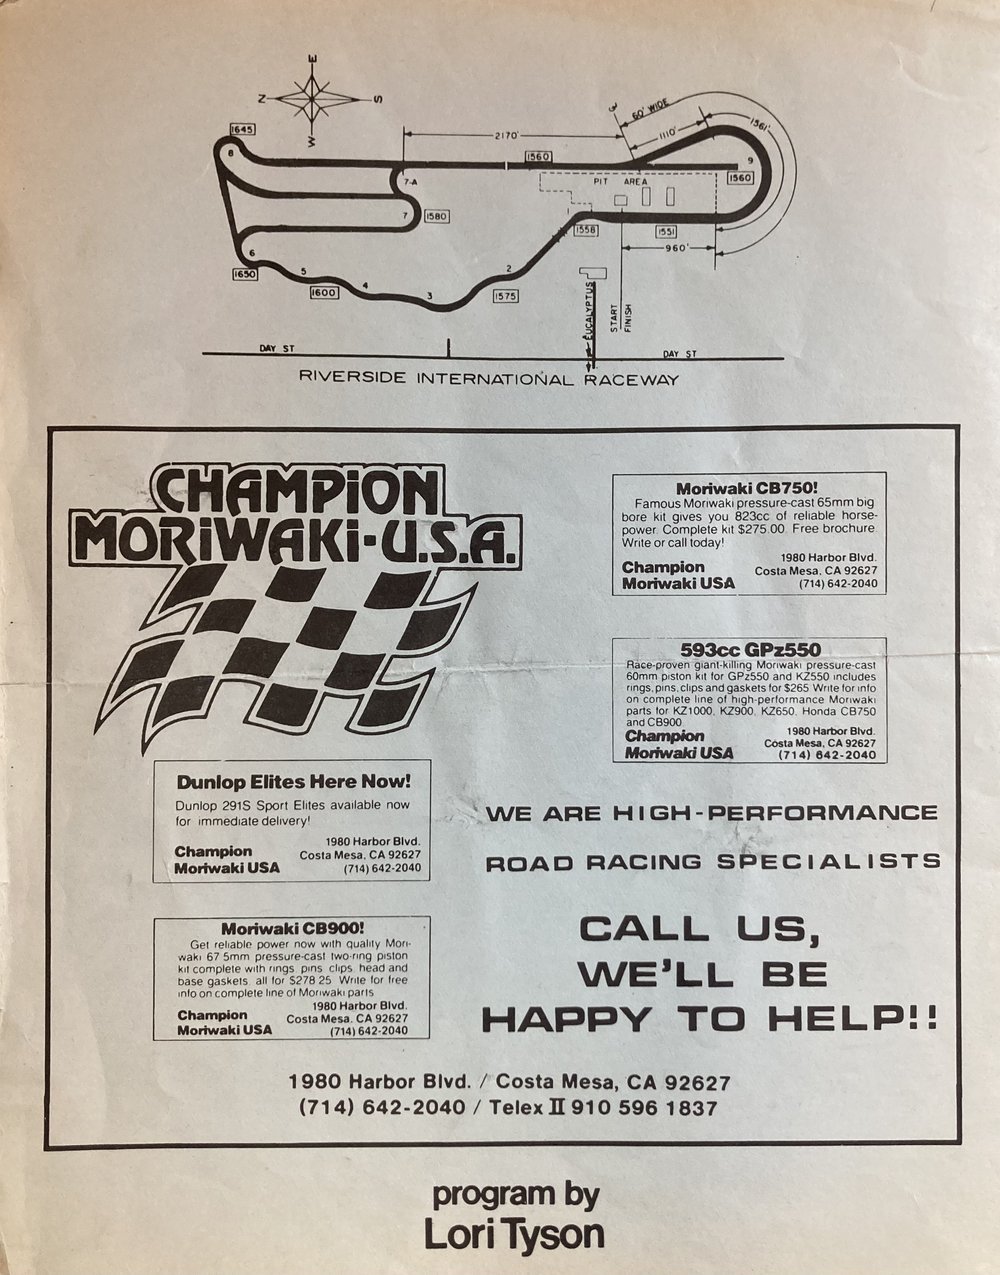 E
N
S
W
1645
8
2170'
60' WIDE
1110'
1561'
1560
9
1560
7-A
PIT AREA
7
1580
1558
1551
960'
6
1650
5
1600
4
3
2
1575
EUCALYPTUS
START
FINISH
DAY ST
DAY ST
RIVERSIDE INTERNATIONAL RACEWAY
CHAMPiON
MORiWAKi-U.S.A.
Moriwaki CB750!
Famous Moriwaki pressure-cast 65mm big
bore kit gives you 823cc of reliable horse-
power. Complete kit $275.00. Free brochure.
Write or call today!
Champion
Moriwaki USA
1980 Harbor Blvd.
Costa Mesa, CA 92627
(714) 642-2040
593cc GPz550
Race-proven giant-killing Moriwaki pressure-cast
60mm piston kit for GPz550 and KZ550 includes
rings, pins, clips and gaskets for $265 Write for info
on complete line of high-performance Moriwaki
parts for KZ1000, KZ900, KZ650, Honda CB750
and CB900
Champion
Moriwaki USA
1980 Harbor Blvd.
Costa Mesa, CA 92627
(714) 642-2040
Dunlop Elites Here Now!
Dunlop 291S Sport Elites available now
for immediate delivery!
Champion
Moriwaki USA
1980 Harbor Blvd.
Costa Mesa, CA 92627
(714) 642-2040
Moriwaki CB900!
Get reliable power now with quality Mori-
waki 67.5mm pressure-cast two-ring piston
kit complete with rings, pins, clips, head and
base gaskets, all for $278.25 Write for free
info on complete line of Moriwaki parts
Champion
Moriwaki USA
1980 Harbor Blvd.
Costa Mesa, CA 92627
(714) 642-2040
WE ARE HIGH-PERFORMANCE
ROAD RACING SPECIALISTS
CALL US,
WE'LL BE
HAPPY TO HELP!!
1980 Harbor Blvd. / Costa Mesa, CA 92627
(714) 642-2040 / Telex II 910 596 1837
program by
Lori Tyson